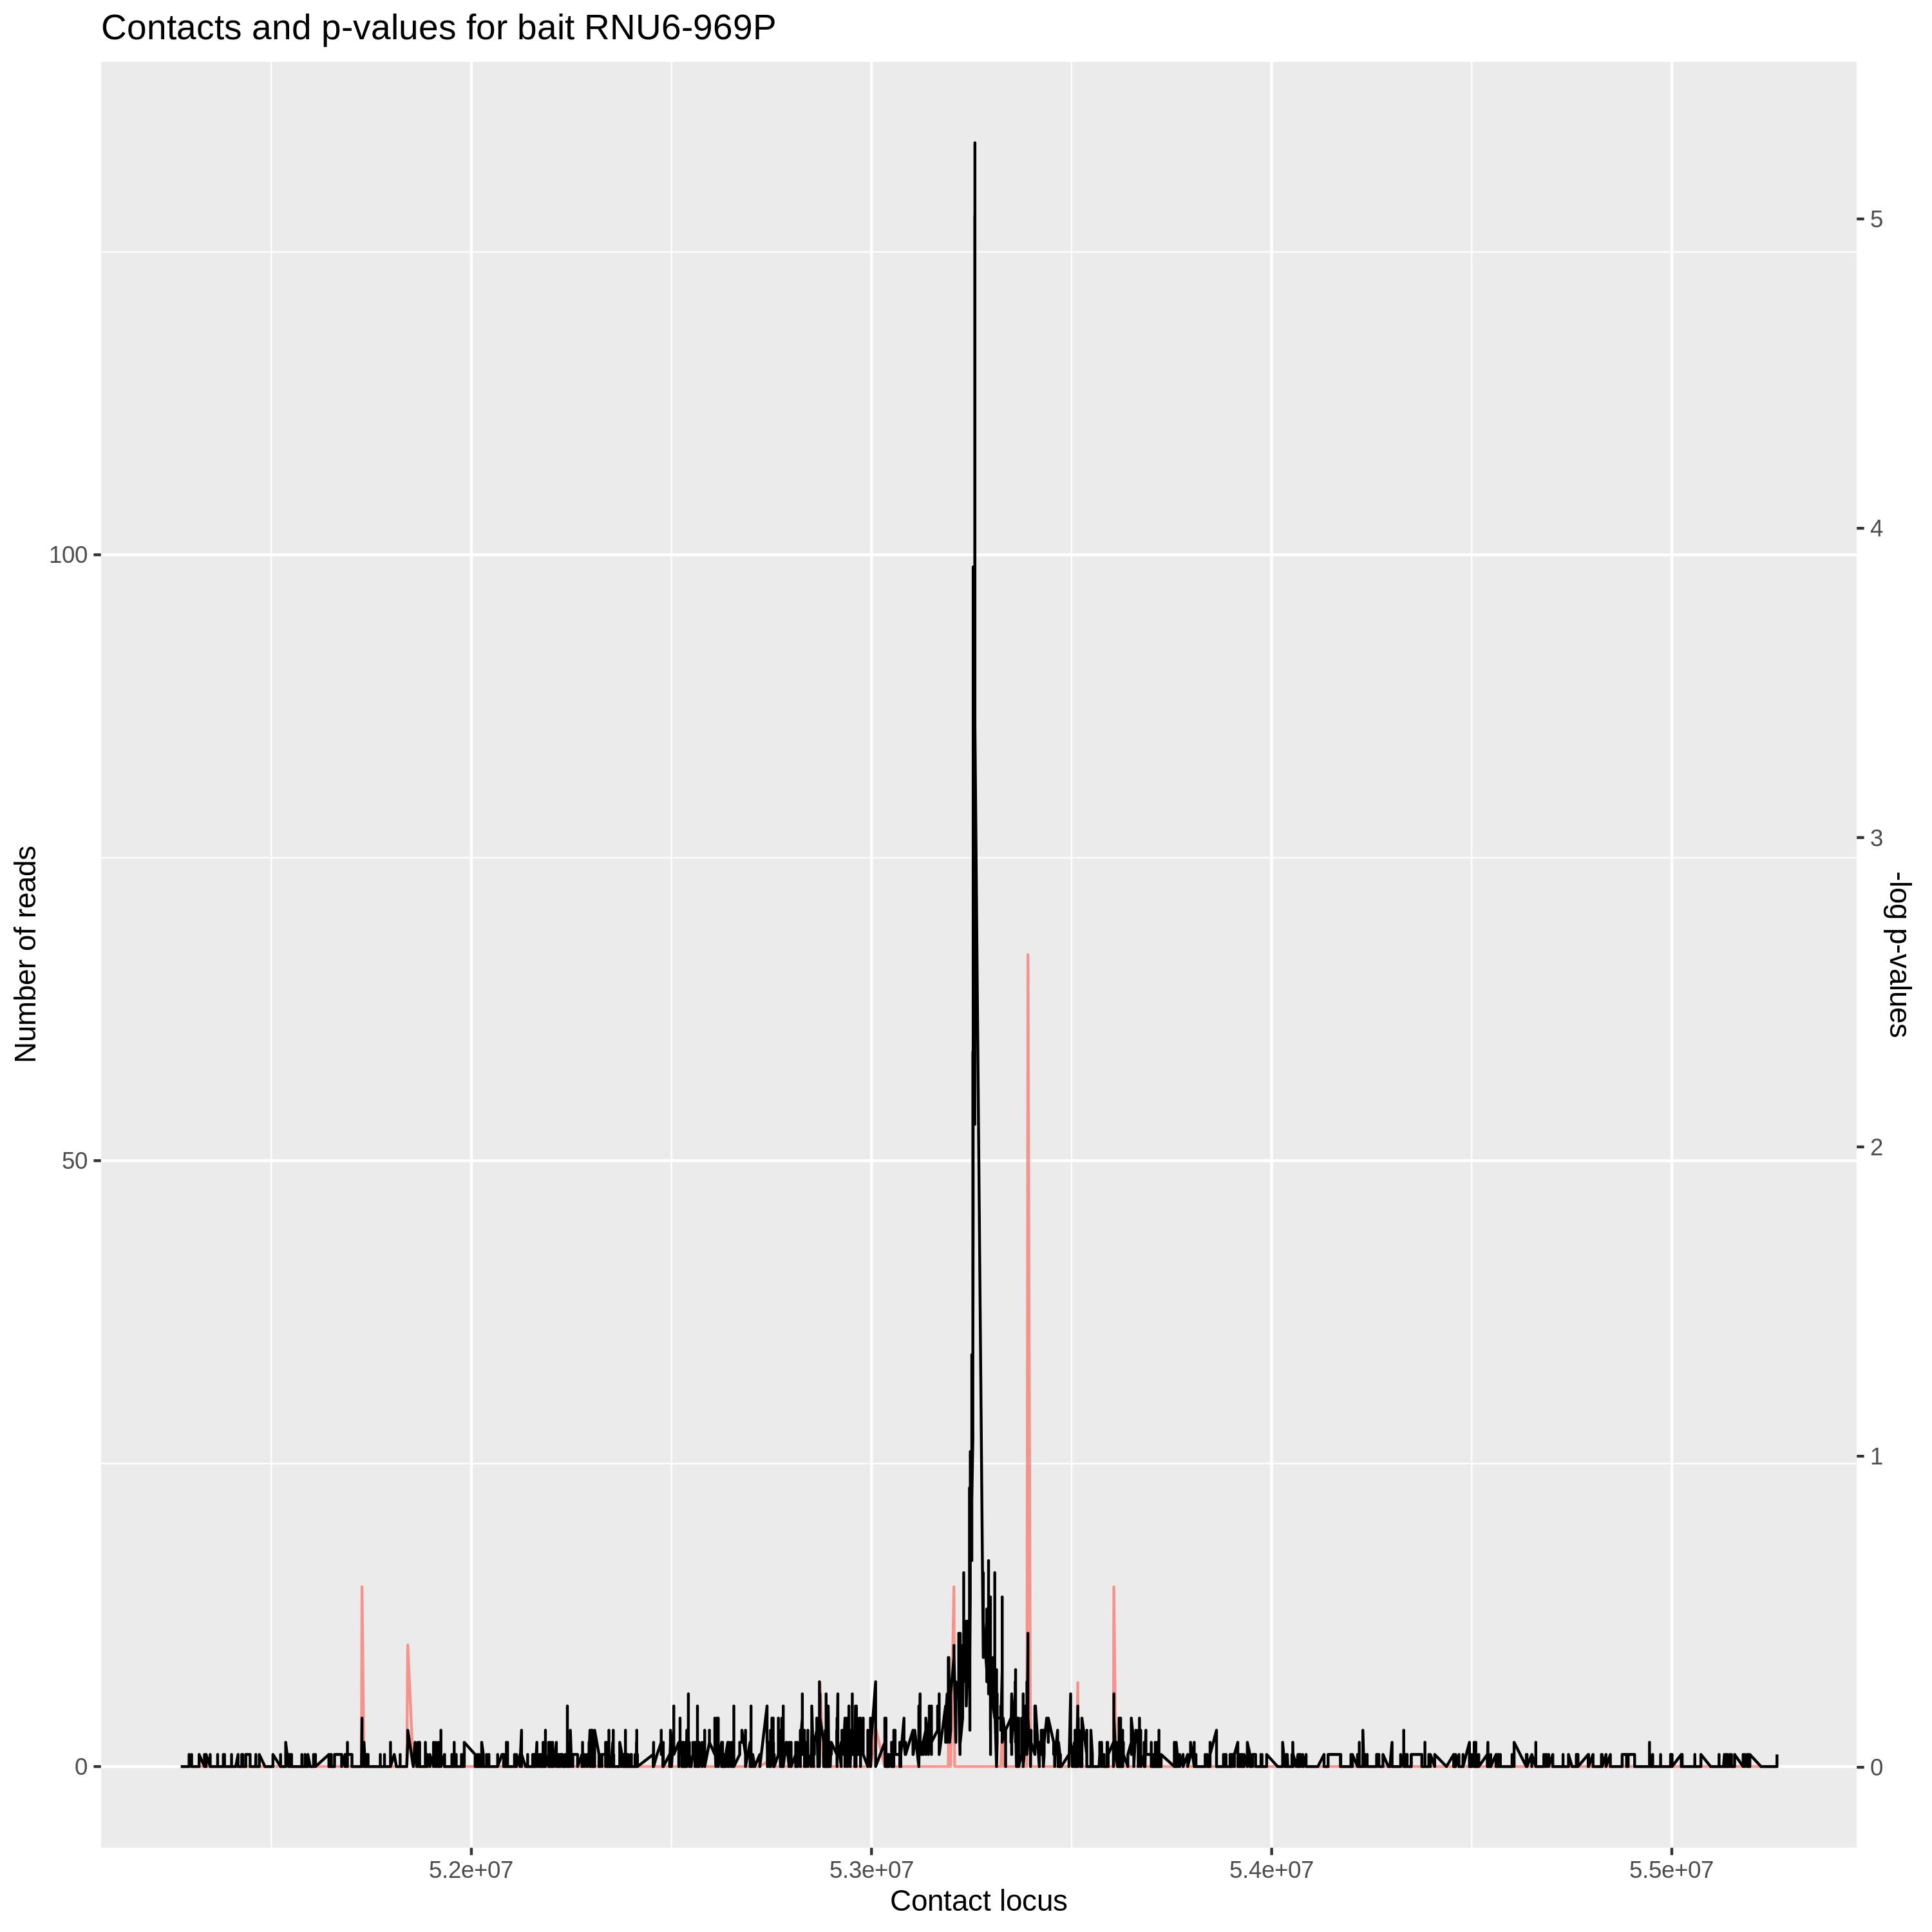 Contacts and p-values for bait RNU6-969P
Number of reads
100
50
0
5
4
3
2
1
0
-log p-values
5.2e+07 5.3e+07 5.4e+07 5.5e+07
Contact locus